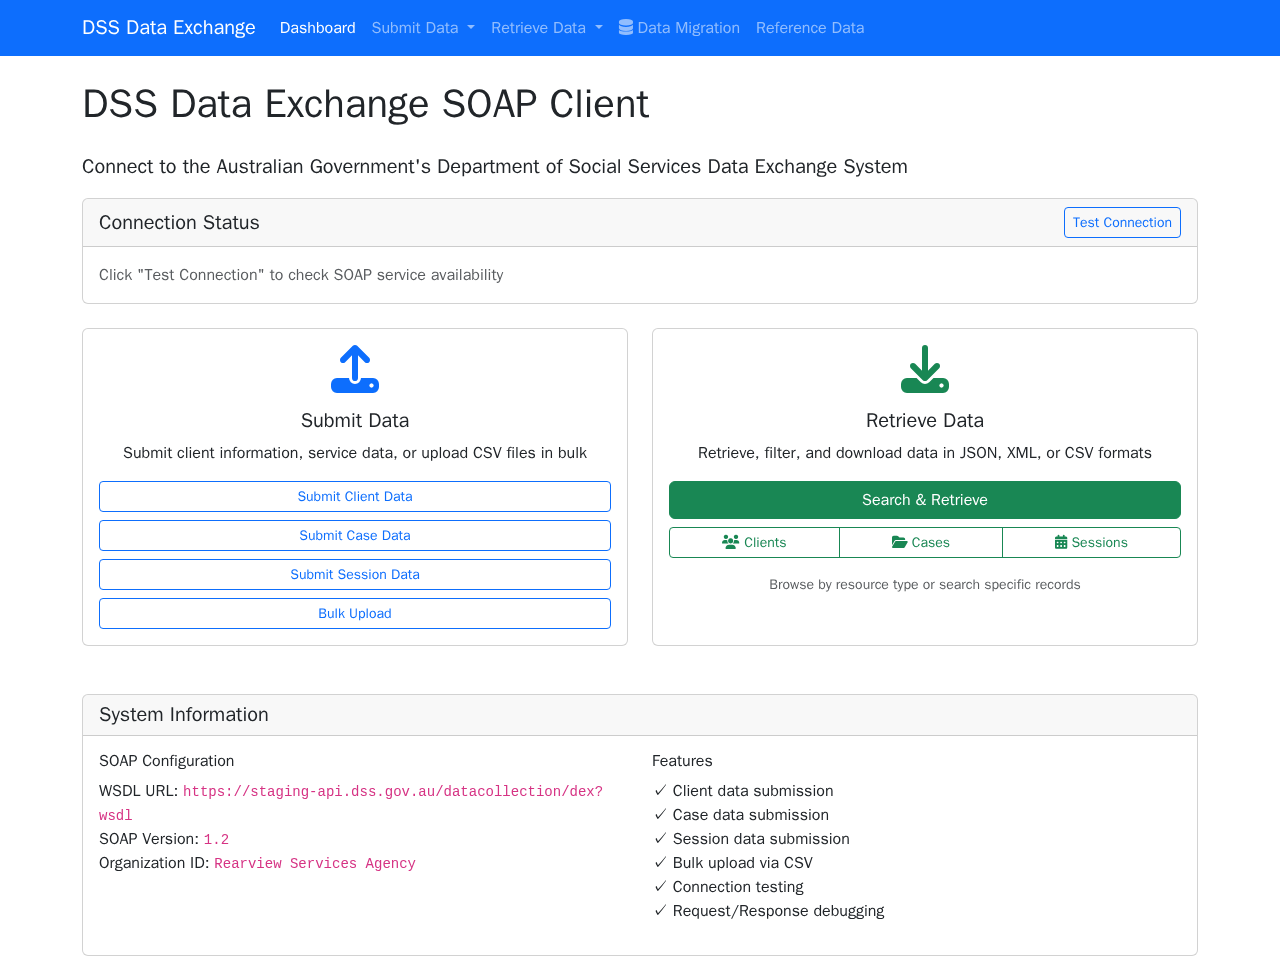 DSS Data Exchange Dashboard Submit Data Retrieve Data Data Migration Reference Data
DSS Data Exchange SOAP Client
Connect to the Australian Government's Department of Social Services Data Exchange System
Connection Status Test Connection
Click "Test Connection" to check SOAP service availability
Submit Data
Submit client information, service data, or upload CSV files in bulk
Submit Client Data
Submit Case Data
Submit Session Data
Bulk Upload
Retrieve Data
Retrieve, filter, and download data in JSON, XML, or CSV formats
Search & Retrieve
Clients Cases Sessions
Browse by resource type or search specific records
System Information
SOAP Configuration
WSDL URL: https://staging-api.dss.gov.au/datacollection/dex?
wsdl
SOAP Version: 1.2
Organization ID: Rearview Services Agency
Features
✓ Client data submission
✓ Case data submission
✓ Session data submission
✓ Bulk upload via CSV
✓ Connection testing
✓ Request/Response debugging